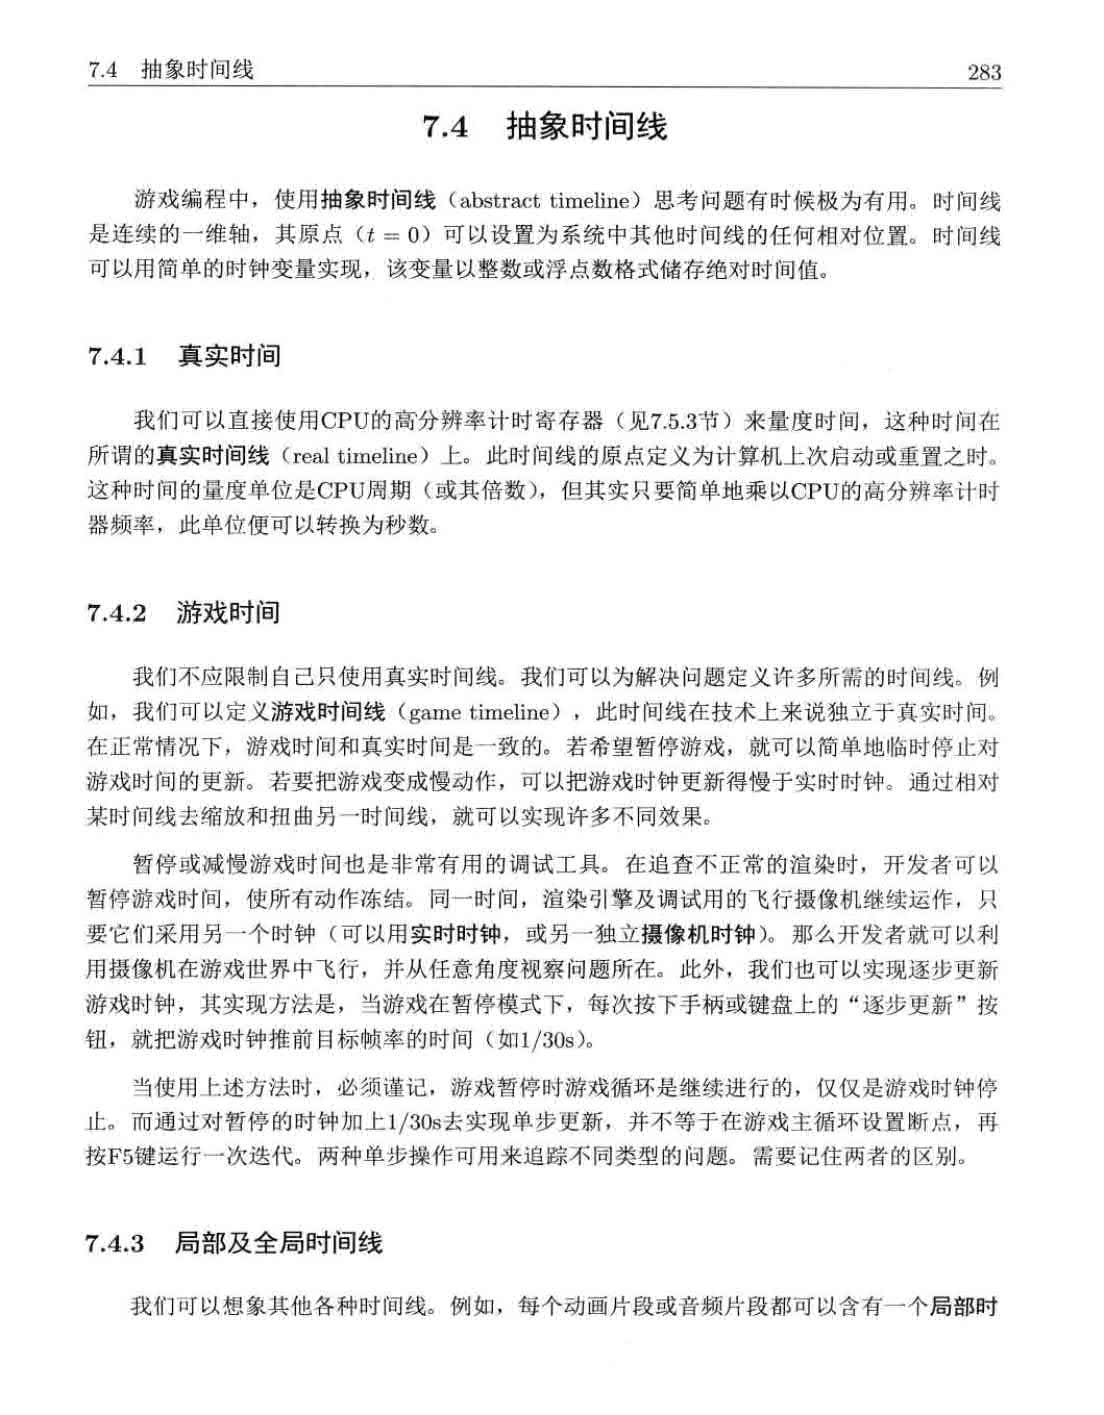 7.4 抽象时间线 283
7.4 抽象时间线
游戏编程中，使用抽象时间线（abstract timeline）思考问题有时候极为有用。时间线
是连续的一维轴，其原点（t = 0）可以设置为系统中其他时间线的任何相对位置。时间线
可以用简单的时钟变量实现，该变量以整数或浮点数格式储存绝对时间值。
7.4.1 真实时间
我们可以直接使用CPU的高分辨率计时寄存器（见7.5.3节）来量度时间，这种时间在
所谓的真实时间线（real timeline）上。此时间线的原点定义为计算机上次启动或重置之时。
这种时间的量度单位是CPU周期（或其倍数），但其实只要简单地乘以CPU的高分辨率计时
器频率，此单位便可以转换为秒数。
7.4.2 游戏时间
我们不应限制自己只使用真实时间线。我们可以为解决问题定义许多所需的时间线。例
如，我们可以定义游戏时间线（game timeline），此时间线在技术上来说独立于真实时间。
在正常情况下，游戏时间和真实时间是一致的。若希望暂停游戏，就可以简单地临时停止对
游戏时间的更新。若要把游戏变成慢动作，可以把游戏时钟更新得慢于实时时钟。通过相对
某时间线去缩放和扭曲另一时间线，就可以实现许多不同效果。
暂停或减慢游戏时间也是非常有用的调试工具。在追查不正常的渲染时，开发者可以
暂停游戏时间，使所有动作冻结。同一时间，渲染引擎及调试用的飞行摄像机继续运作，只
要它们采用另一个时钟（可以用实时时钟，或另一独立摄像机时钟）。那么开发者就可以利
用摄像机在游戏世界中飞行，并从任意角度视察问题所在。此外，我们也可以实现逐步更新
游戏时钟，其实现方法是，当游戏在暂停模式下，每次按下手柄或键盘上的“逐步更新”按
钮，就把游戏时钟推前目标帧率的时间（如1/30s）。
当使用上述方法时，必须谨记，游戏暂停时游戏循环是继续进行的，仅仅是游戏时钟停
止。而通过对暂停的时钟加上1/30s去实现单步更新，并不等于在游戏主循环设置断点，再
按F5键运行一次迭代。两种单步操作可用来追踪不同类型的问题。需要记住两者的区别。
7.4.3 局部及全局时间线
我们可以想象其他各种时间线。例如，每个动画片段或音频片段都可以含有一个局部时